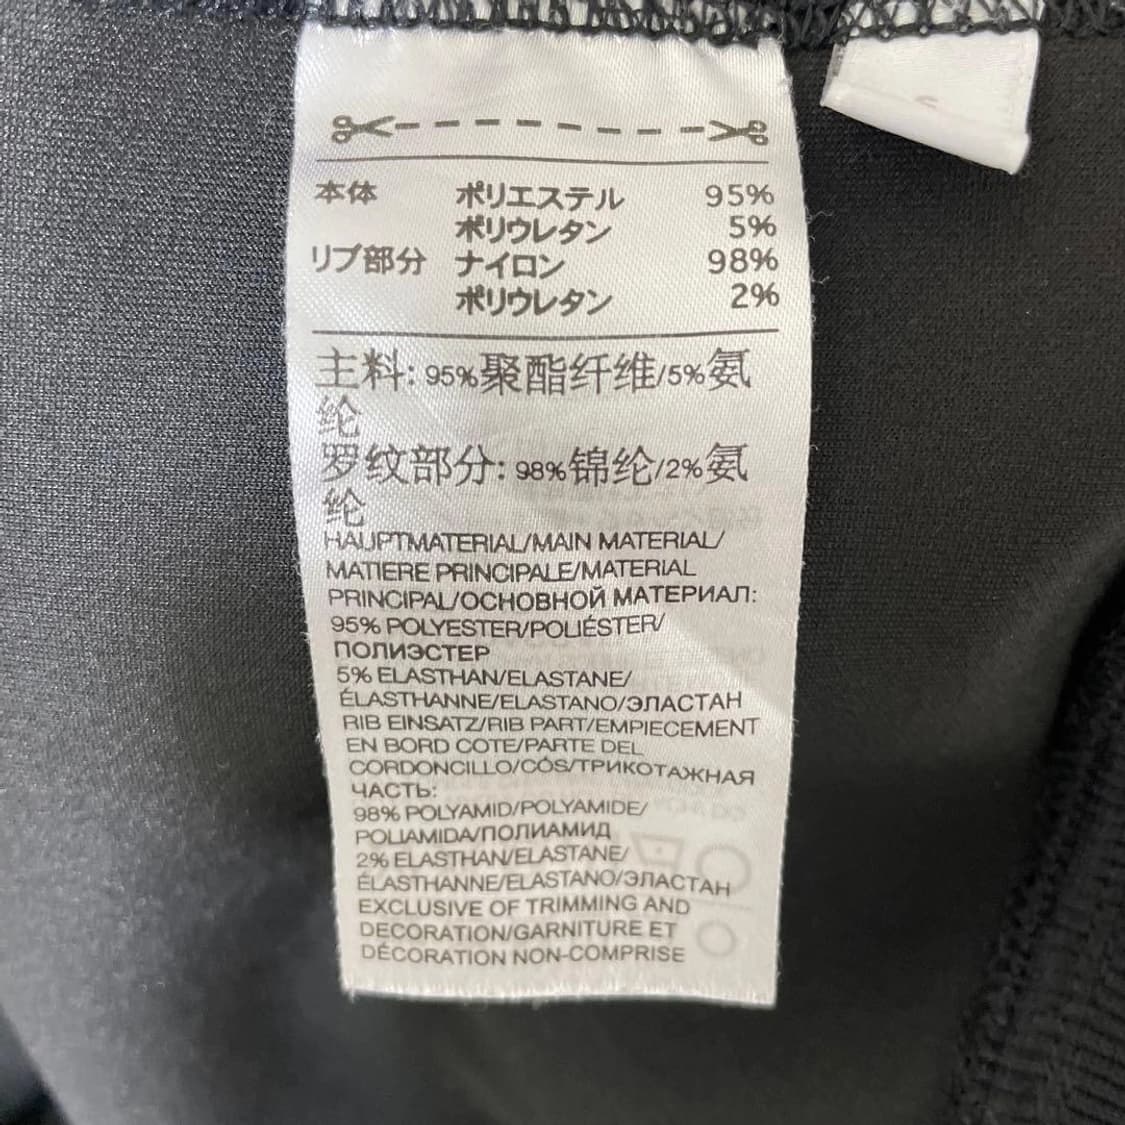 本体 ポリエステル 95%
ポリウレタン 5%
リブ部分 ナイロン 98%
ポリウレタン 2%
主料: 95%聚酯纤维/5%氨
纶
罗纹部分: 98%锦纶/2%氨
纶
HAUPTMATERIAL/MAIN MATERIAL/
MATIERE PRINCIPALE/MATERIAL
PRINCIPAL/ОСНОВНОЙ МАТЕРИАЛ:
95% POLYESTER/POLIÉSTER/
ПОЛИЭСТЕР
5% ELASTHAN/ELASTANE/
ÉLASTHANNE/ELASTANO/ЭЛАСТАН
RIB EINSATZ/RIB PART/EMPIECEMENT
EN BORD COTE/PARTE DEL
CORDONCILLO/CÓS/ТРИКОТАЖНАЯ
ЧАСТЬ:
98% POLYAMID/POLYAMIDE/
POLIAMIDA/ПОЛИАМИД
2% ELASTHAN/ELASTANE/
ÉLASTHANNE/ELASTANO/ЭЛАСТАН
EXCLUSIVE OF TRIMMING AND
DECORATION/GARNITURE ET
DÉCORATION NON-COMPRISE